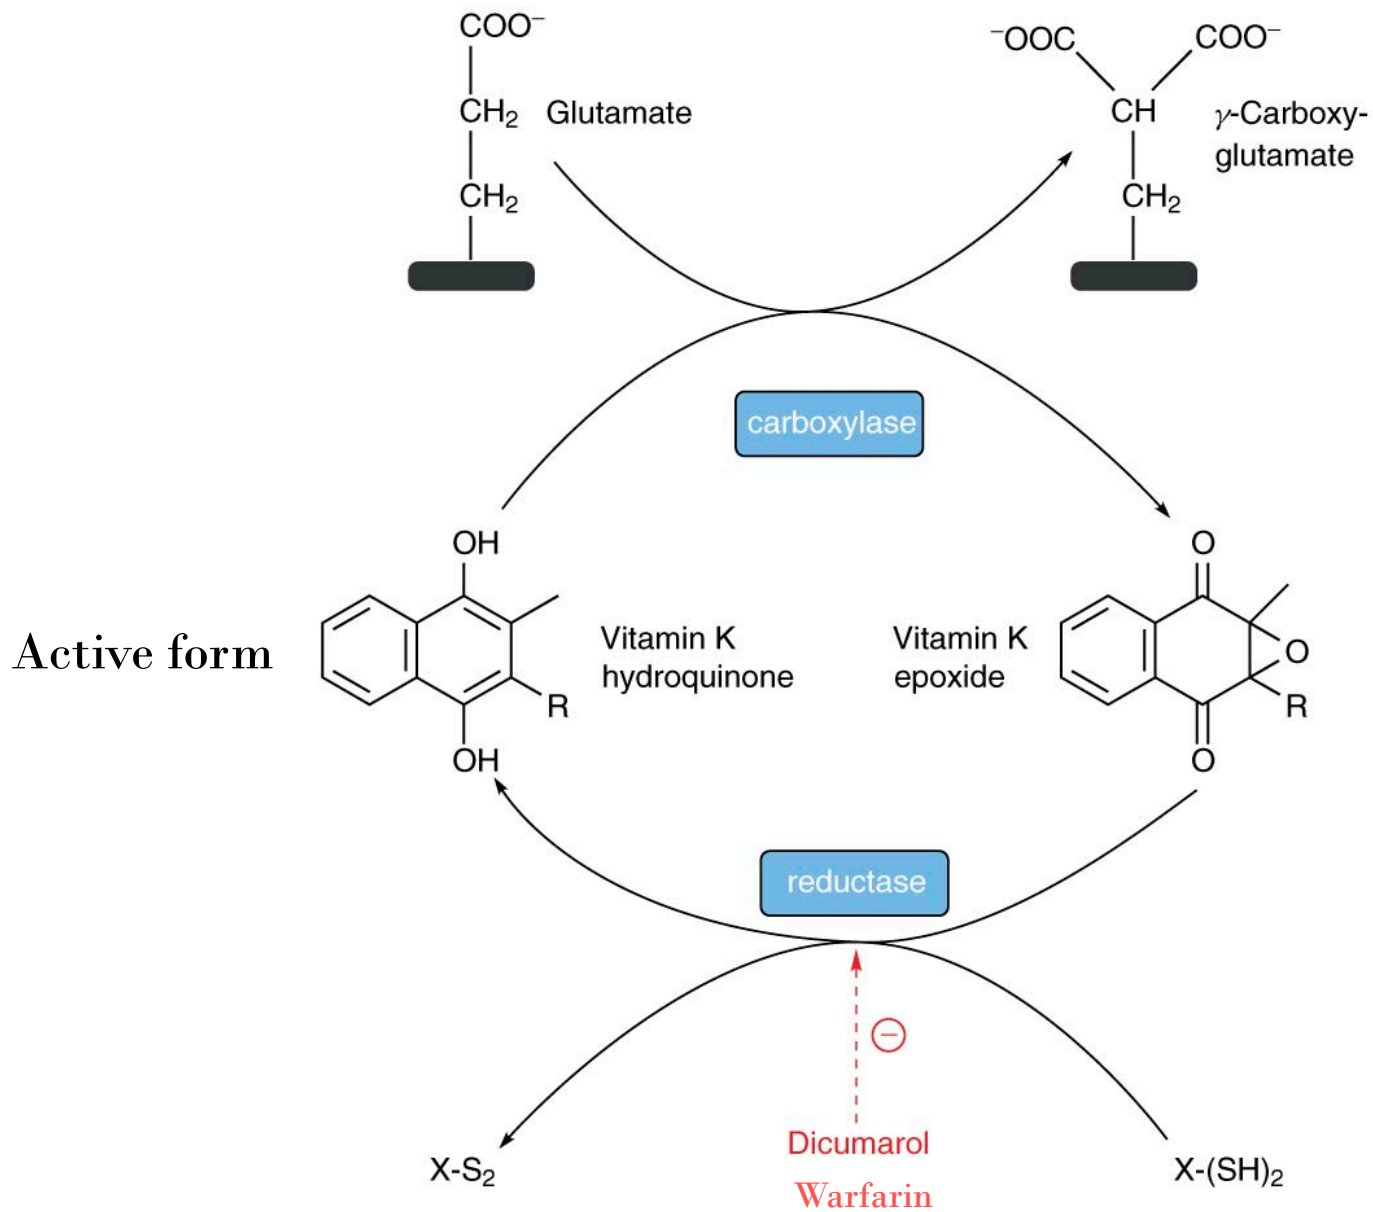 COO⁻
⁻OOC
COO⁻
CH₂
Glutamate
CH
γ-Carboxy-
glutamate
CH₂
CH₂
carboxylase
OH
O
Active form
Vitamin K
hydroquinone
Vitamin K
epoxide
O
R
R
OH
O
reductase
−
Dicumarol
X-S₂
X-(SH)₂
Warfarin